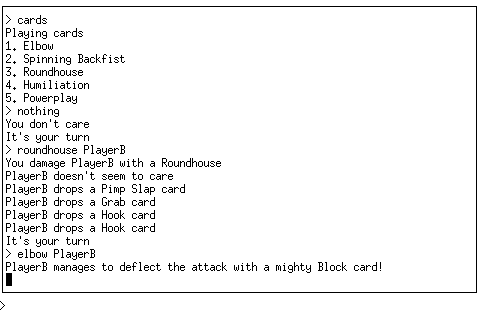 > cards
Playing cards
1. Elbow
2. Spinning Backfist
3. Roundhouse
4. Humiliation
5. Powerplay
> nothing
You don't care
It's your turn
> roundhouse PlayerB
You damage PlayerB with a Roundhouse
PlayerB doesn't seem to care
PlayerB drops a Pimp Slap card
PlayerB drops a Grab card
PlayerB drops a Hook card
PlayerB drops a Hook card
It's your turn
> elbow PlayerB
PlayerB manages to deflect the attack with a mighty Block card!
>